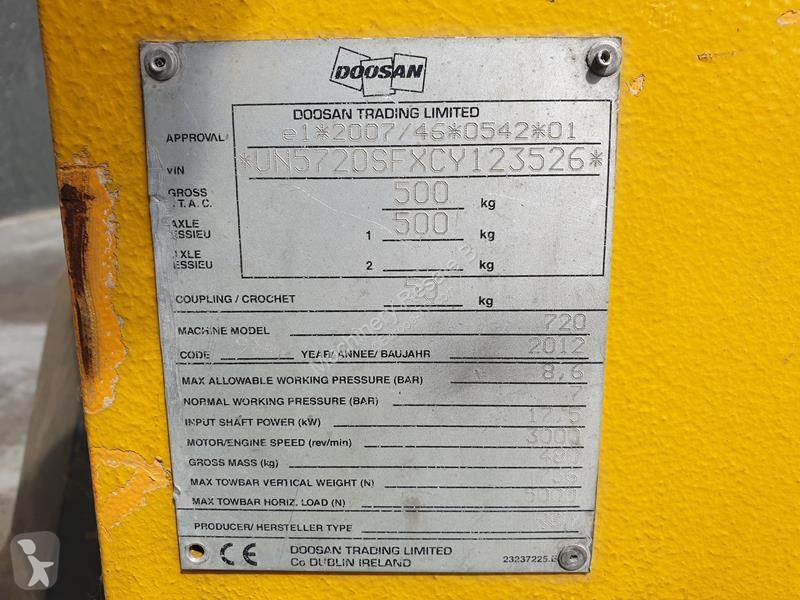 DOOSAN
DOOSAN TRADING LIMITED
APPROVAL e1*2007/46*0542*01
VIN *UN5720SFXCY123526*
GROSS 500
T.A.C. kg
AXLE 500
ESSIEU 1 kg
AXLE
ESSIEU 2 kg
COUPLING / CROCHET kg
MACHINE MODEL 720
CODE YEAR/ANNEE/BAUJAHR 2012
MAX ALLOWABLE WORKING PRESSURE (BAR) 8,6
NORMAL WORKING PRESSURE (BAR) 7
INPUT SHAFT POWER (kW) 17.5
MOTOR/ENGINE SPEED (rev/min) 3000
GROSS MASS (kg)
MAX TOWBAR VERTICAL WEIGHT (N)
MAX TOWBAR HORIZ. LOAD (N)
PRODUCER/HERSTELLER TYPE
CE DOOSAN TRADING LIMITED
Co DUBLIN IRELAND 23237225.
Machinery Resale